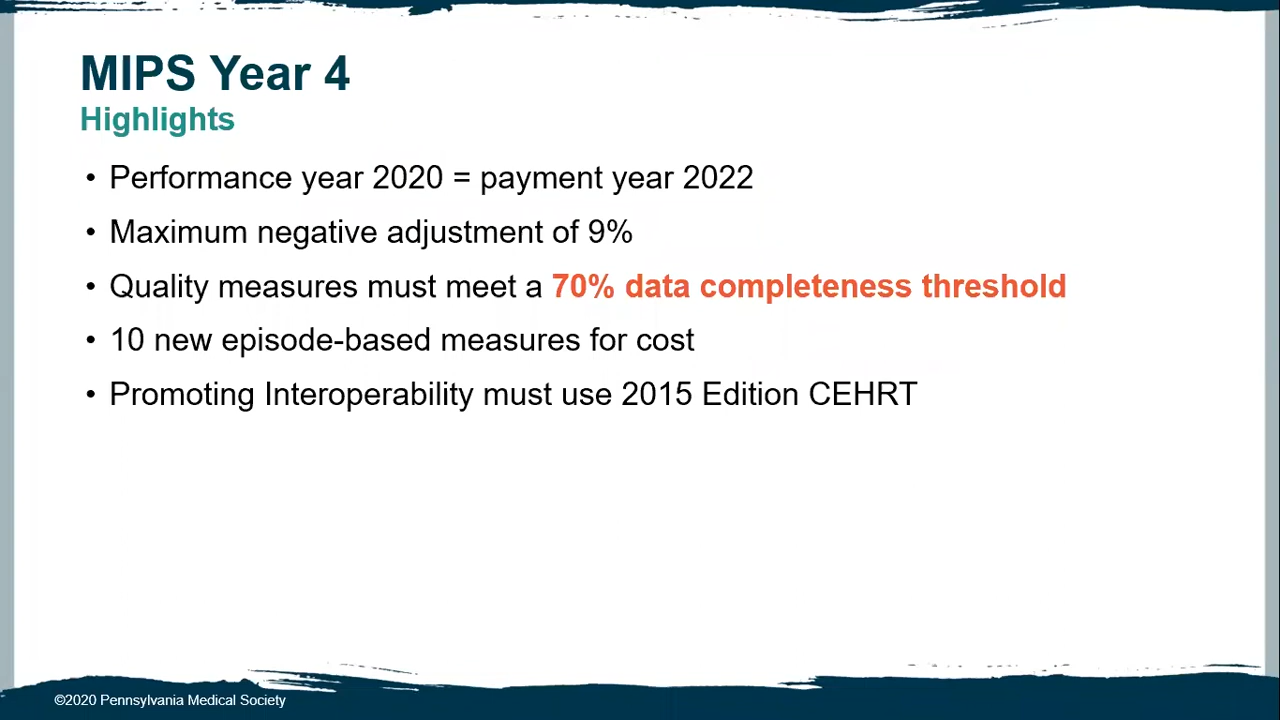 MIPS Year 4
Highlights
• Performance year 2020 = payment year 2022
• Maximum negative adjustment of 9%
• Quality measures must meet a 70% data completeness threshold
• 10 new episode-based measures for cost
• Promoting Interoperability must use 2015 Edition CEHRT
©2020 Pennsylvania Medical Society